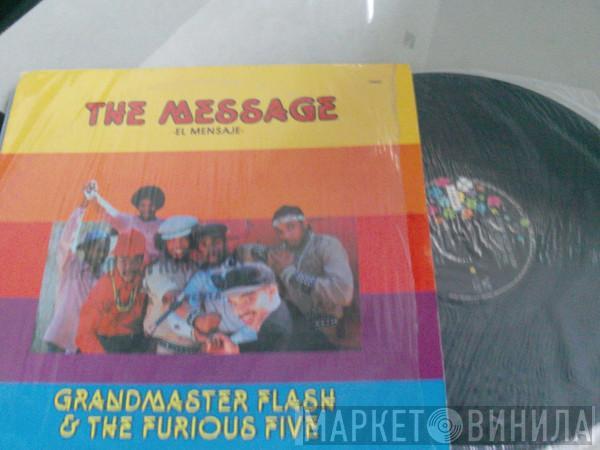 THE MESSAGE
-EL MENSAJE-
GRANDMASTER FLASH
& THE FURIOUS FIVE
МАРКЕТ ВИНИЛА